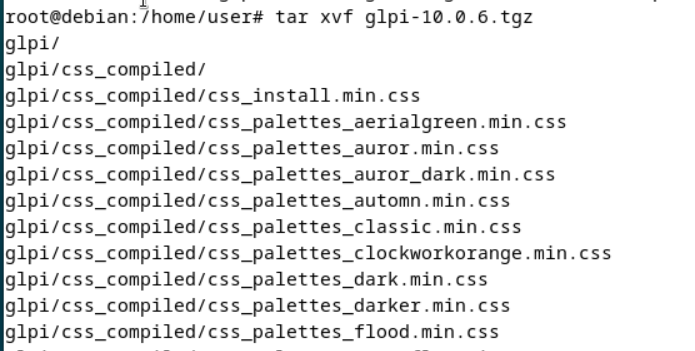 root@debian:/home/user# tar xvf glpi-10.0.6.tgz
glpi/
glpi/css_compiled/
glpi/css_compiled/css_install.min.css
glpi/css_compiled/css_palettes_aerialgreen.min.css
glpi/css_compiled/css_palettes_auror.min.css
glpi/css_compiled/css_palettes_auror_dark.min.css
glpi/css_compiled/css_palettes_automn.min.css
glpi/css_compiled/css_palettes_classic.min.css
glpi/css_compiled/css_palettes_clockworkorange.min.css
glpi/css_compiled/css_palettes_dark.min.css
glpi/css_compiled/css_palettes_darker.min.css
glpi/css_compiled/css_palettes_flood.min.css